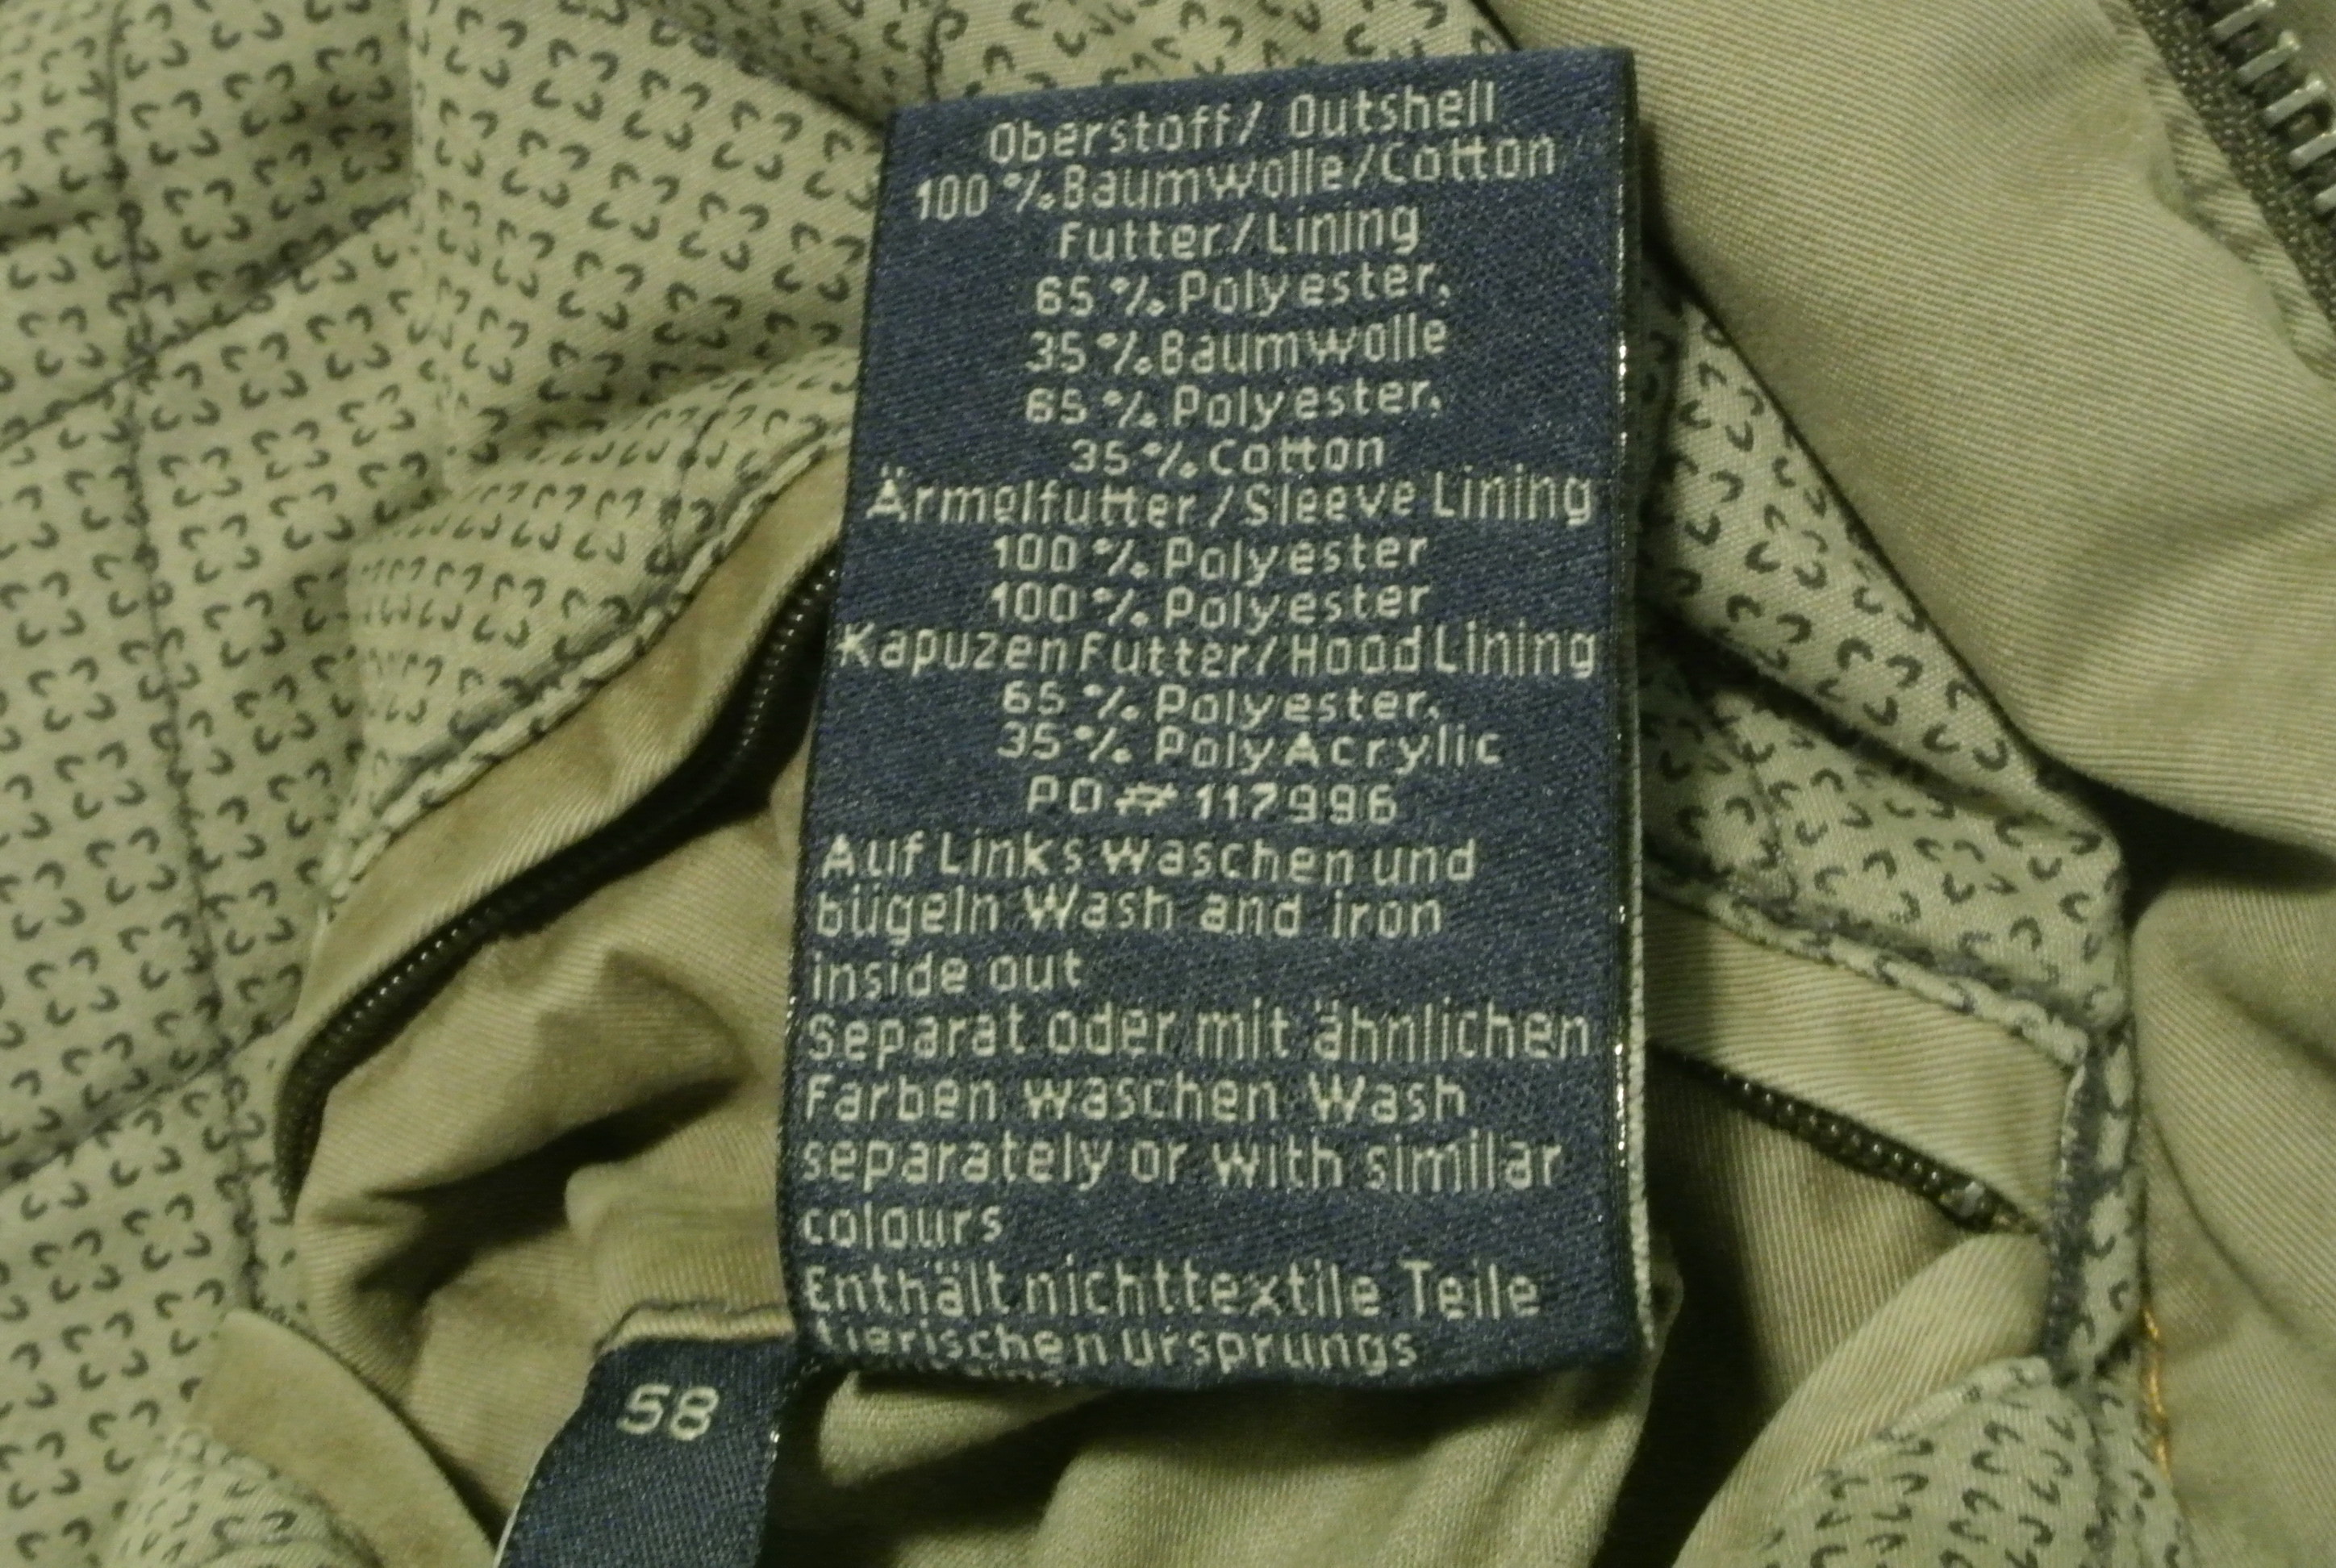 Oberstoff/ Outshell
100 % Baumwolle/Cotton
Futter/Lining
65 % Polyester,
35 % Baumwolle
65 % Polyester,
35 % Cotton
Ärmelfutter/Sleeve Lining
100 % Polyester
100 % Polyester
KapuzenFutter/Hood Lining
65 % Polyester,
35 % PolyAcrylic
PO# 117996
Auf Links waschen und
bügeln Wash and iron
inside out
Separat oder mit ähnlichen
Farben waschen Wash
separately or with similar
colours
Enthält nichttextile Teile
tierischen Ursprungs
58